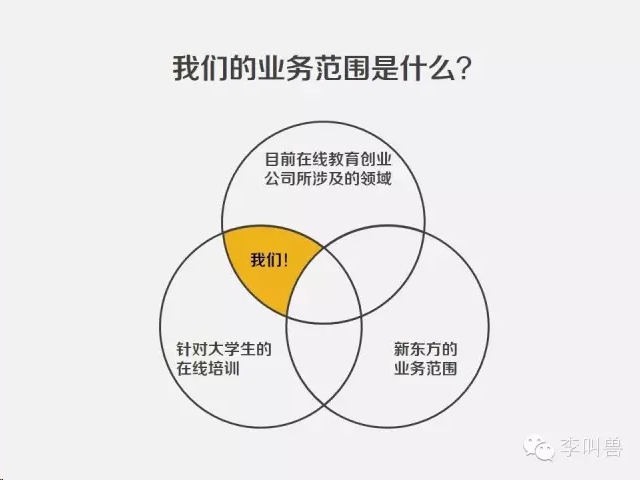 我们的业务范围是什么？
目前在线教育创业
公司所涉及的领域
我们！
针对大学生的
在线培训
新东方的
业务范围
李叫兽